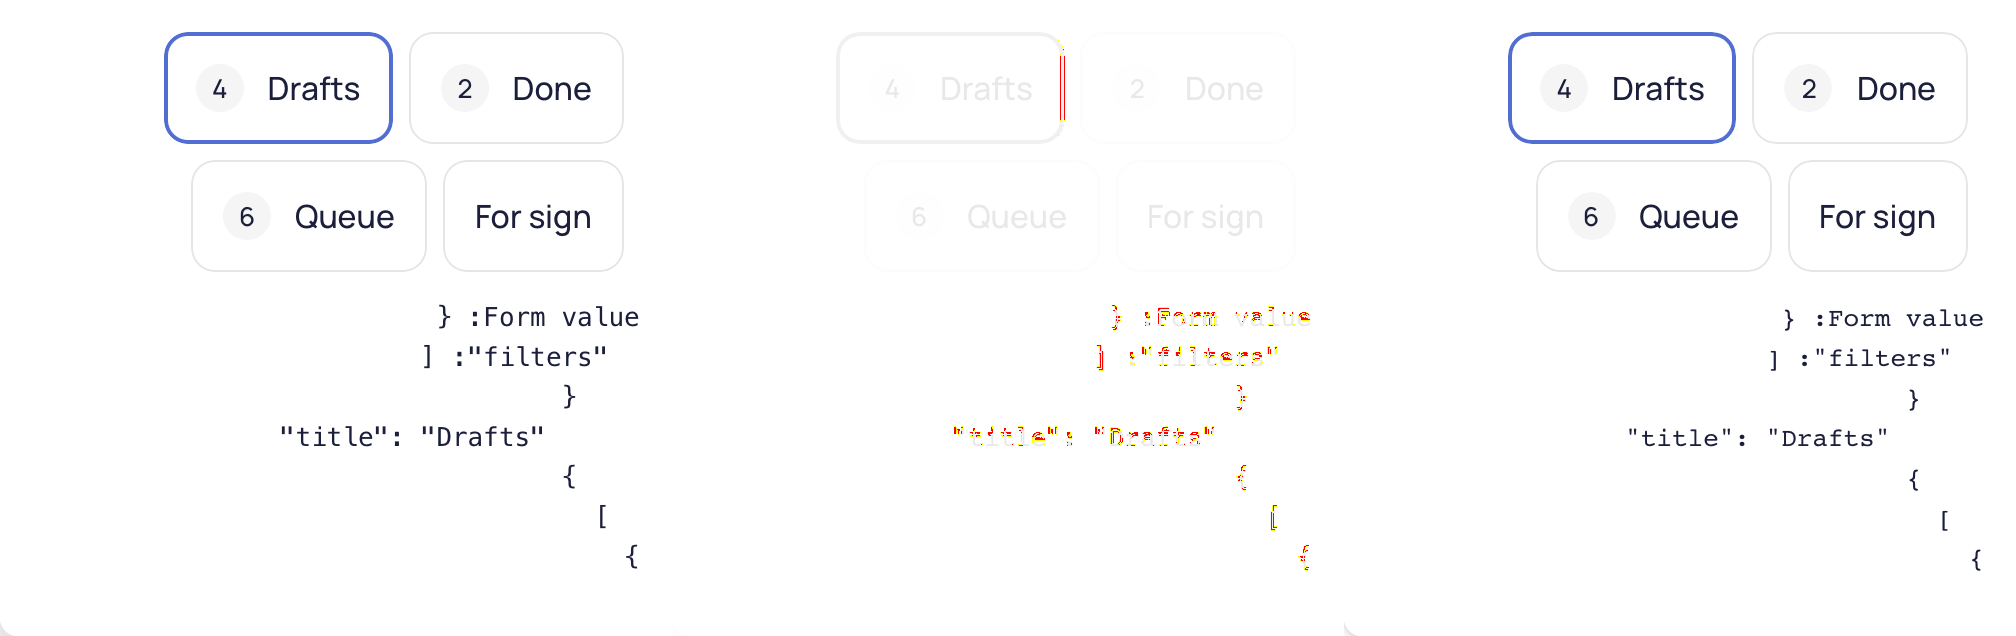 4 Drafts 2 Done
6 Queue For sign
} :Form value
] :"filters"
}
"title": "Drafts"
{
[
{
4 Drafts 2 Done
6 Queue For sign
} :Form value
] :"filters"
}
"title": "Drafts"
{
[
{
4 Drafts 2 Done
6 Queue For sign
} :Form value
] :"filters"
}
"title": "Drafts"
{
[
{